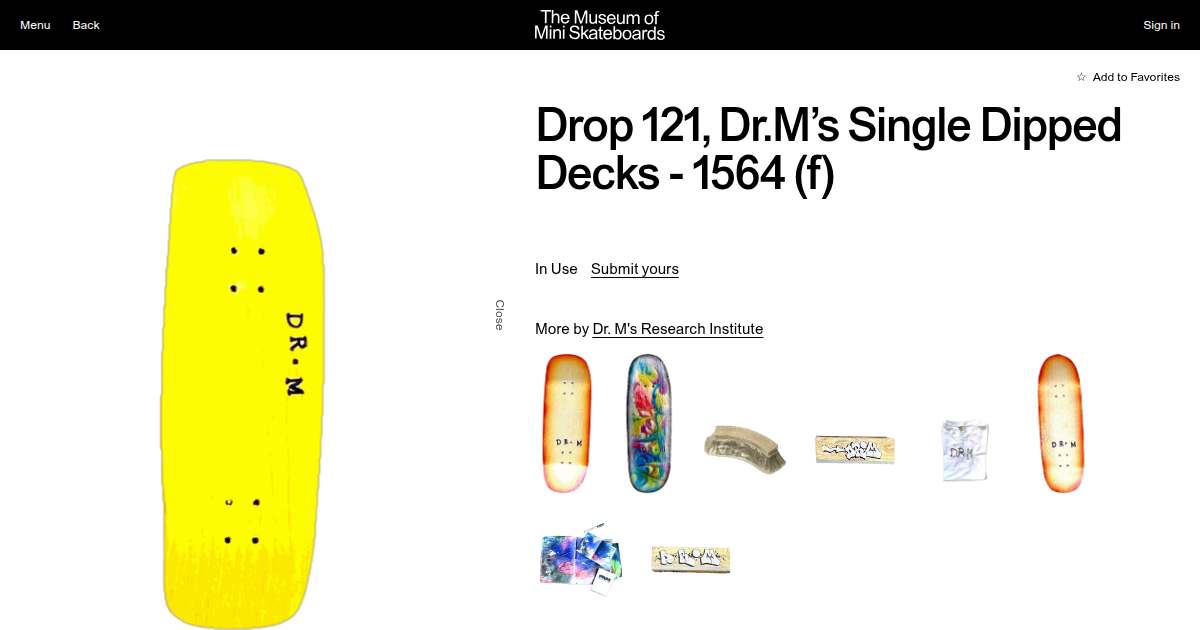 Menu
Back
The Museum of
Mini Skateboards
Sign in
☆ Add to Favorites
Drop 121, Dr.M’s Single Dipped
Decks - 1564 (f)
DR.M
Close
In Use
Submit yours
More by Dr. M's Research Institute
DR.M
DRM
DR.M